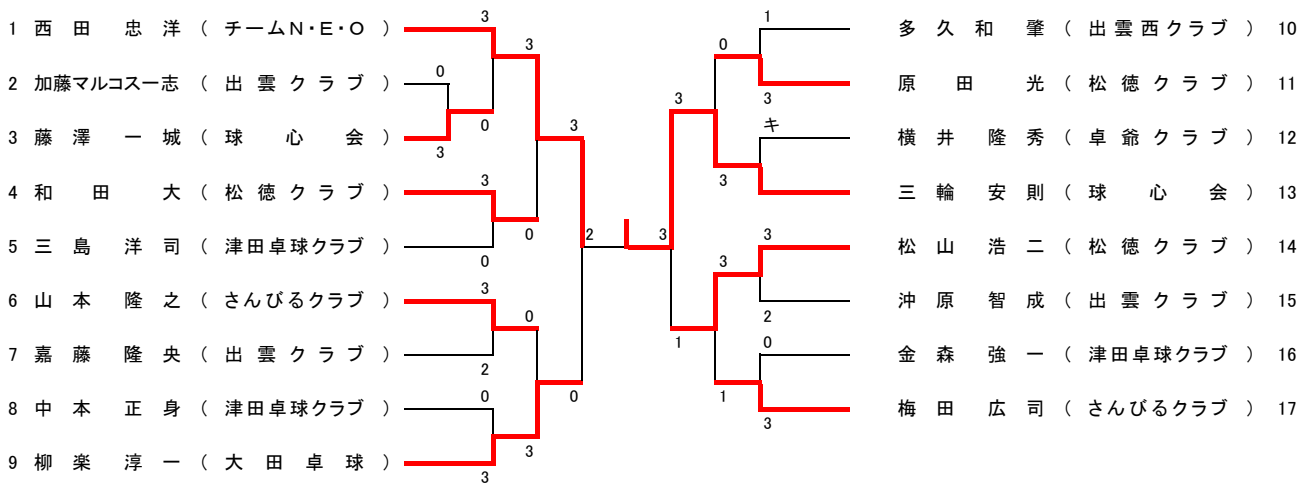 1 西田 忠洋 ( チームN・E・O )
2 加藤マルコス一志 ( 出雲クラブ )
3 藤澤 一城 ( 球心会 )
4 和田 大 ( 松徳クラブ )
5 三島 洋司 ( 津田卓球クラブ )
6 山本 隆之 ( さんびるクラブ )
7 嘉藤 隆央 ( 出雲クラブ )
8 中本 正身 ( 津田卓球クラブ )
9 柳楽 淳一 ( 大田卓球 )
3
0
3
3
0
3
2
0
3
3
0
0
0
3
3
0
2
3
3
1
0
3
3
1
1
3
キ
3
2
0
3
多久和 肇 ( 出雲西クラブ ) 10
原田 光 ( 松徳クラブ ) 11
横井 隆秀 ( 卓爺クラブ ) 12
三輪 安則 ( 球心会 ) 13
松山 浩二 ( 松徳クラブ ) 14
沖原 智成 ( 出雲クラブ ) 15
金森 強一 ( 津田卓球クラブ ) 16
梅田 広司 ( さんびるクラブ ) 17